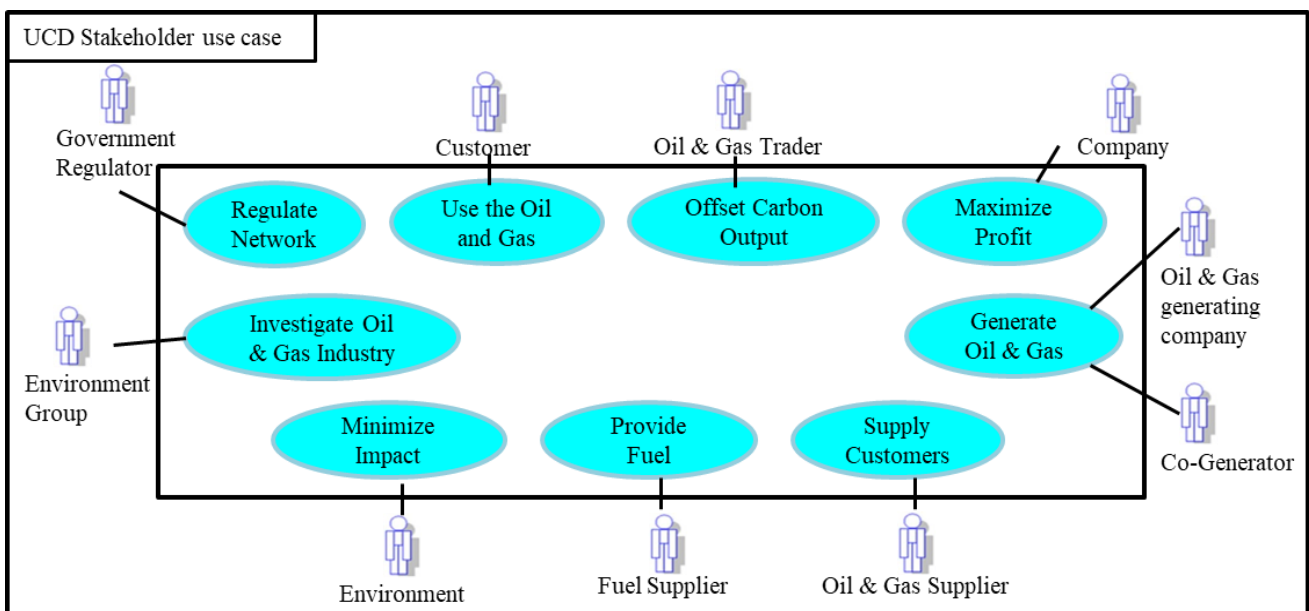 UCD Stakeholder use case
Government
Regulator
Customer
Oil & Gas Trader
Company
Regulate
Network
Use the Oil
and Gas
Offset Carbon
Output
Maximize
Profit
Oil & Gas
generating
company
Investigate Oil
& Gas Industry
Generate
Oil & Gas
Environment
Group
Minimize
Impact
Provide
Fuel
Supply
Customers
Co-Generator
Environment
Fuel Supplier
Oil & Gas Supplier